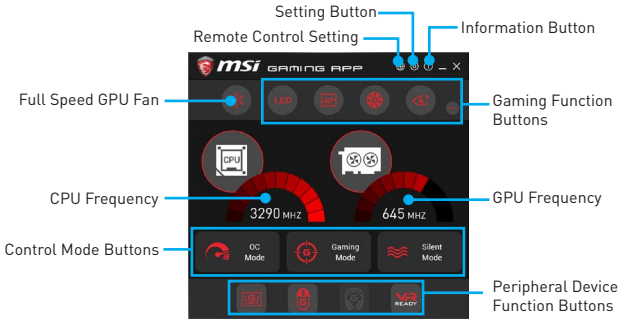 Setting Button
Remote Control Setting
Information Button
msi GAMING APP
Full Speed GPU Fan
LED
Gaming Function
Buttons
CPU
CPU Frequency
GPU Frequency
3290 MHZ
645 MHZ
Control Mode Buttons
OC
Mode
G
Gaming
Mode
Silent
Mode
G
G
VR
READY
Peripheral Device
Function Buttons